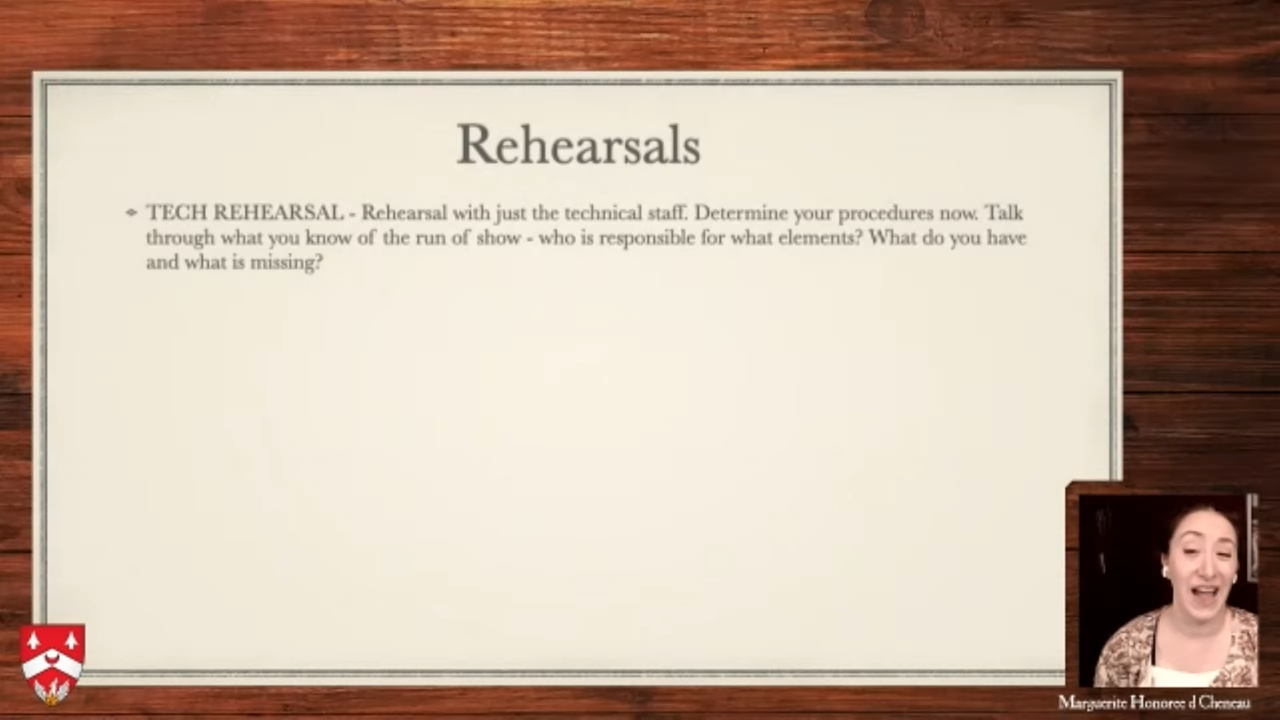 Rehearsals
TECH REHEARSAL - Rehearsal with just the technical staff. Determine your procedures now. Talk
through what you know of the run of show - who is responsible for what elements? What do you have
and what is missing?
Marguerite Honoree d Cheneau